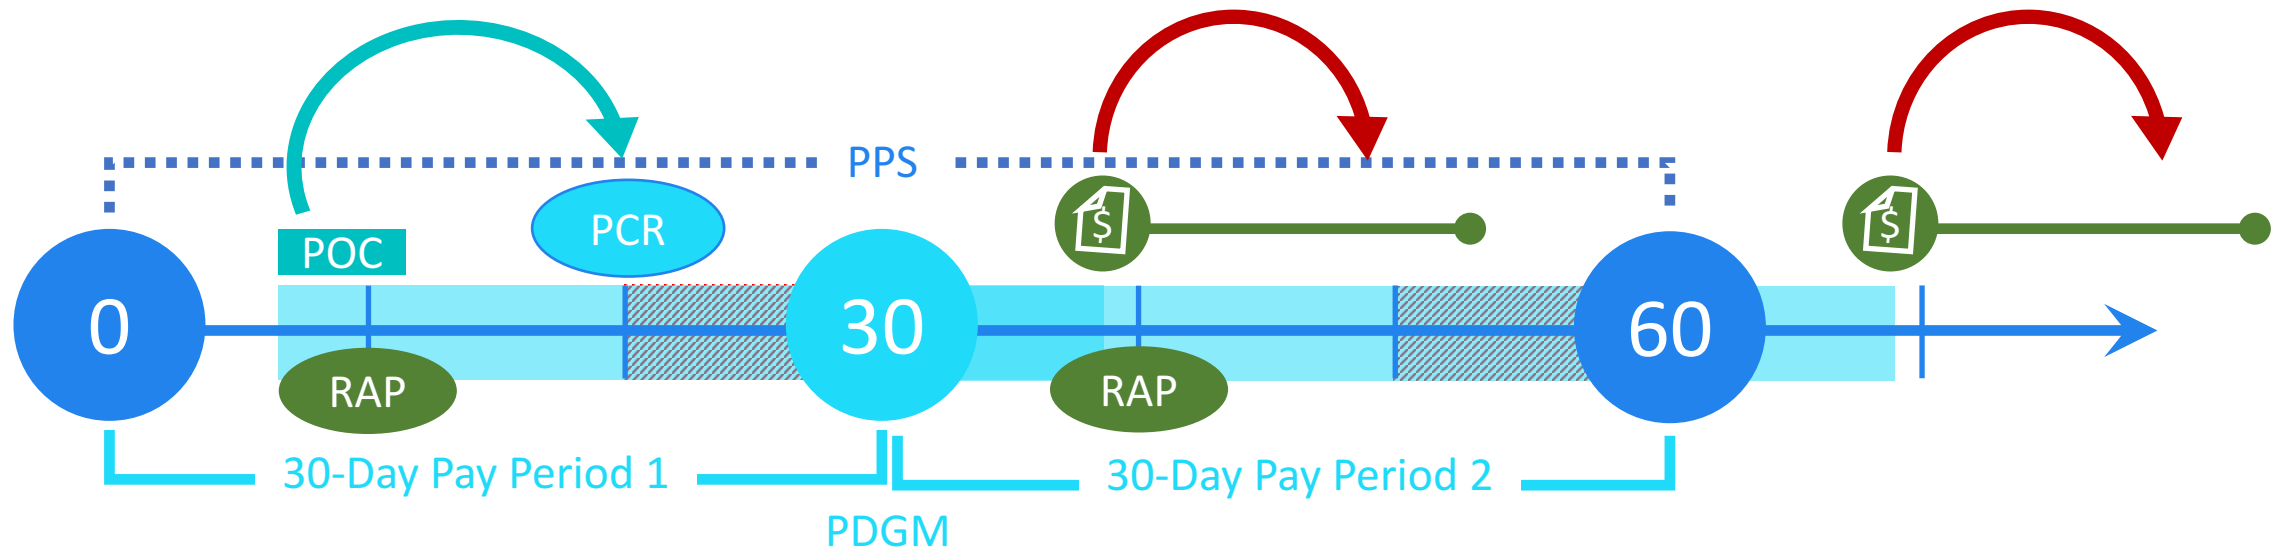 PPS
POC
PCR
$
$
0
30
60
RAP
RAP
30-Day Pay Period 1
30-Day Pay Period 2
PDGM